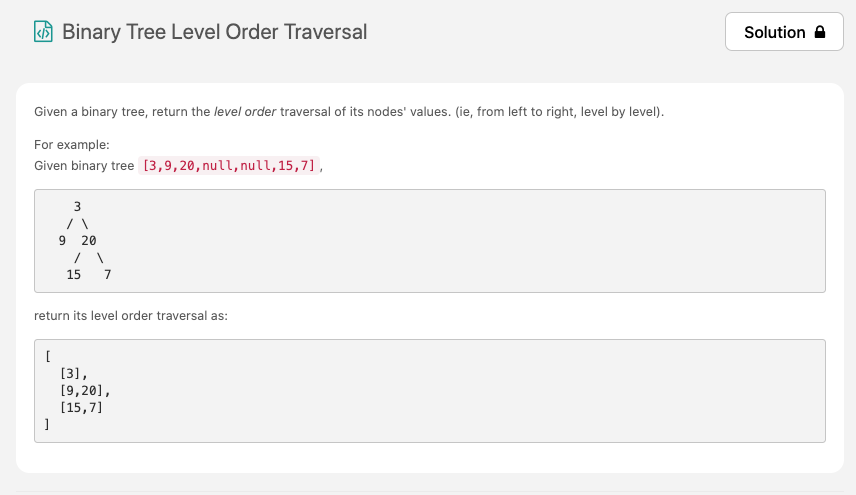 Binary Tree Level Order Traversal
Solution
Given a binary tree, return the level order traversal of its nodes' values. (ie, from left to right, level by level).
For example:
Given binary tree [3,9,20,null,null,15,7],
3
/ \
9 20
/ \
15 7
return its level order traversal as:
[
[3],
[9,20],
[15,7]
]